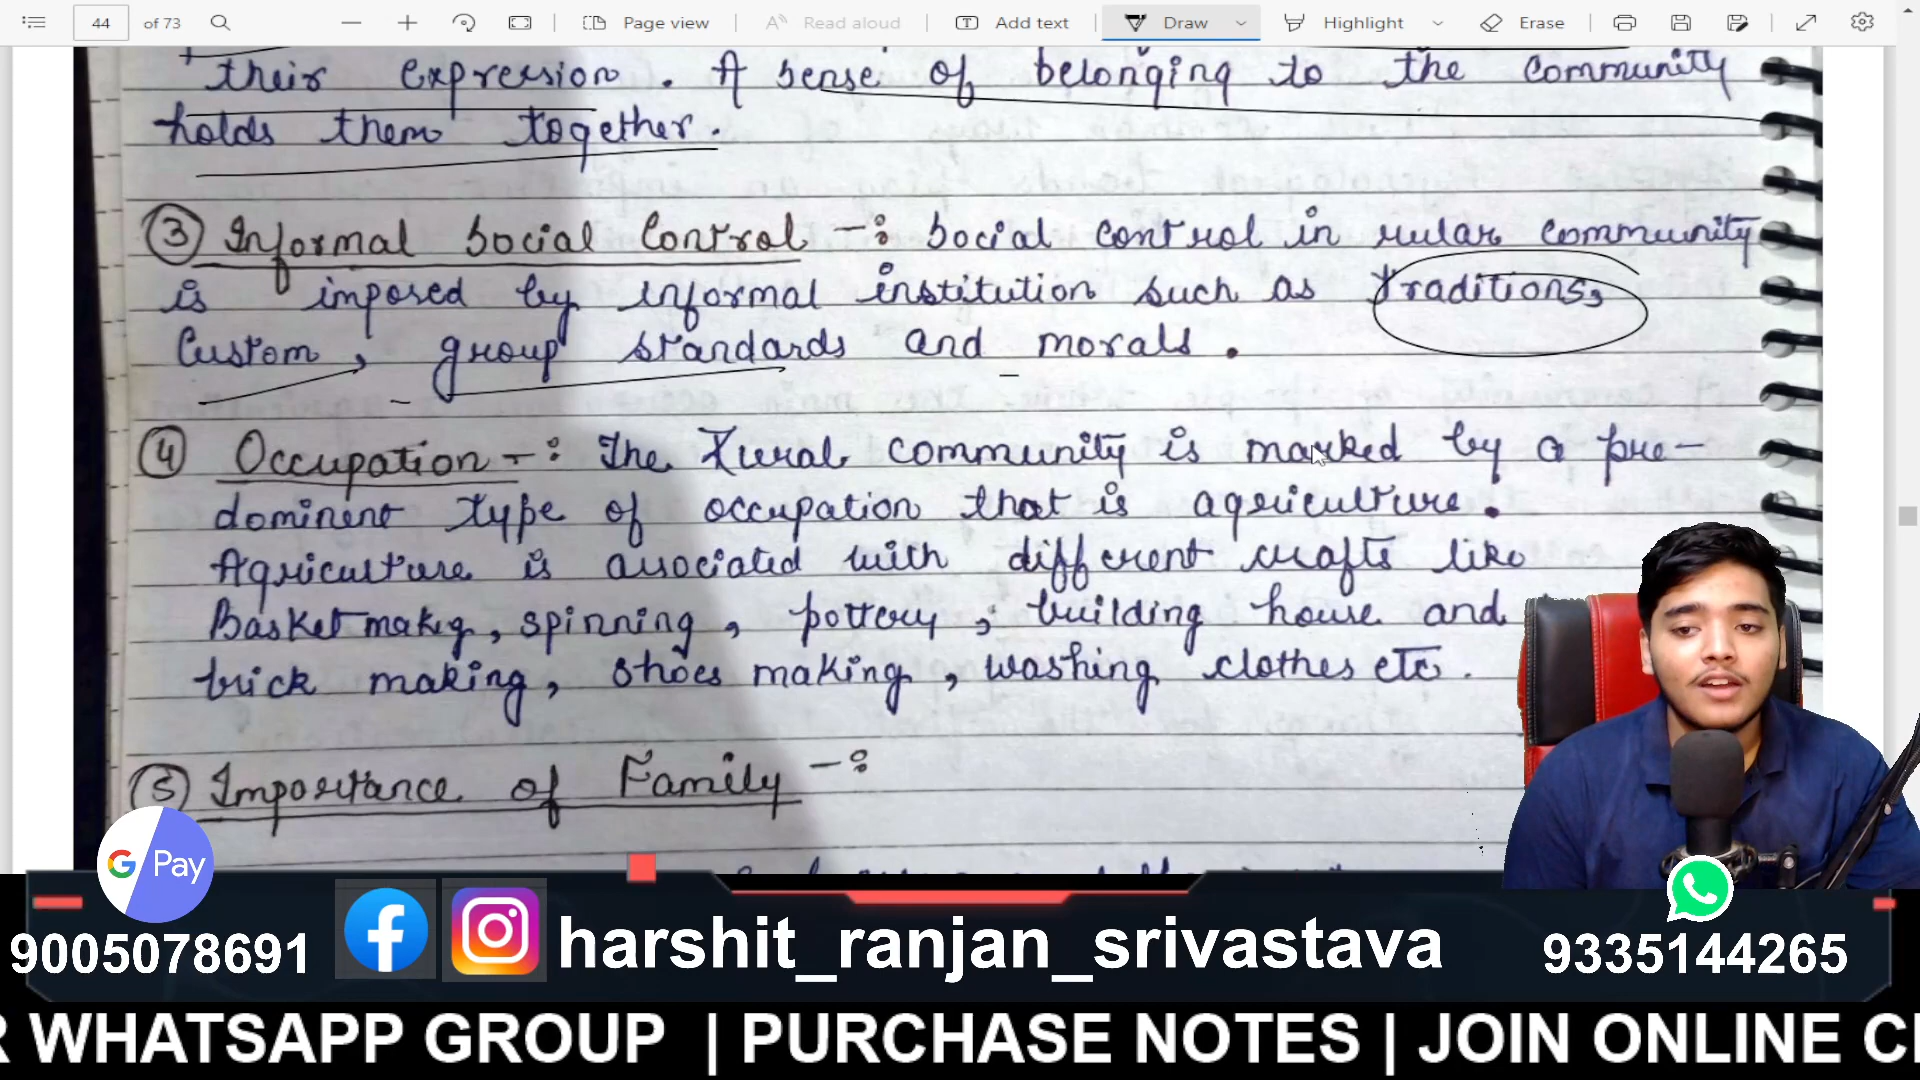 44 of 73 Page view Read aloud Add text Draw Highlight Erase
their expression. A sense of belonging to the community
holds them together.
③ Informal Social Control -: Social control in rular community
is imposed by informal institution such as traditions,
Custom, group standards and morals.
④ Occupation -: The Rural community is marked by a pre-
dominent type of occupation that is agriculture.
Agriculture is associated with different crafts like
Basket makig, spinning, pottery, building house and
brick making, shoes making, washing clothes etc.
⑤ Importance of Family -:
G Pay
9005078691 harshit_ranjan_srivastava 9335144265
R WHATSAPP GROUP | PURCHASE NOTES | JOIN ONLINE C